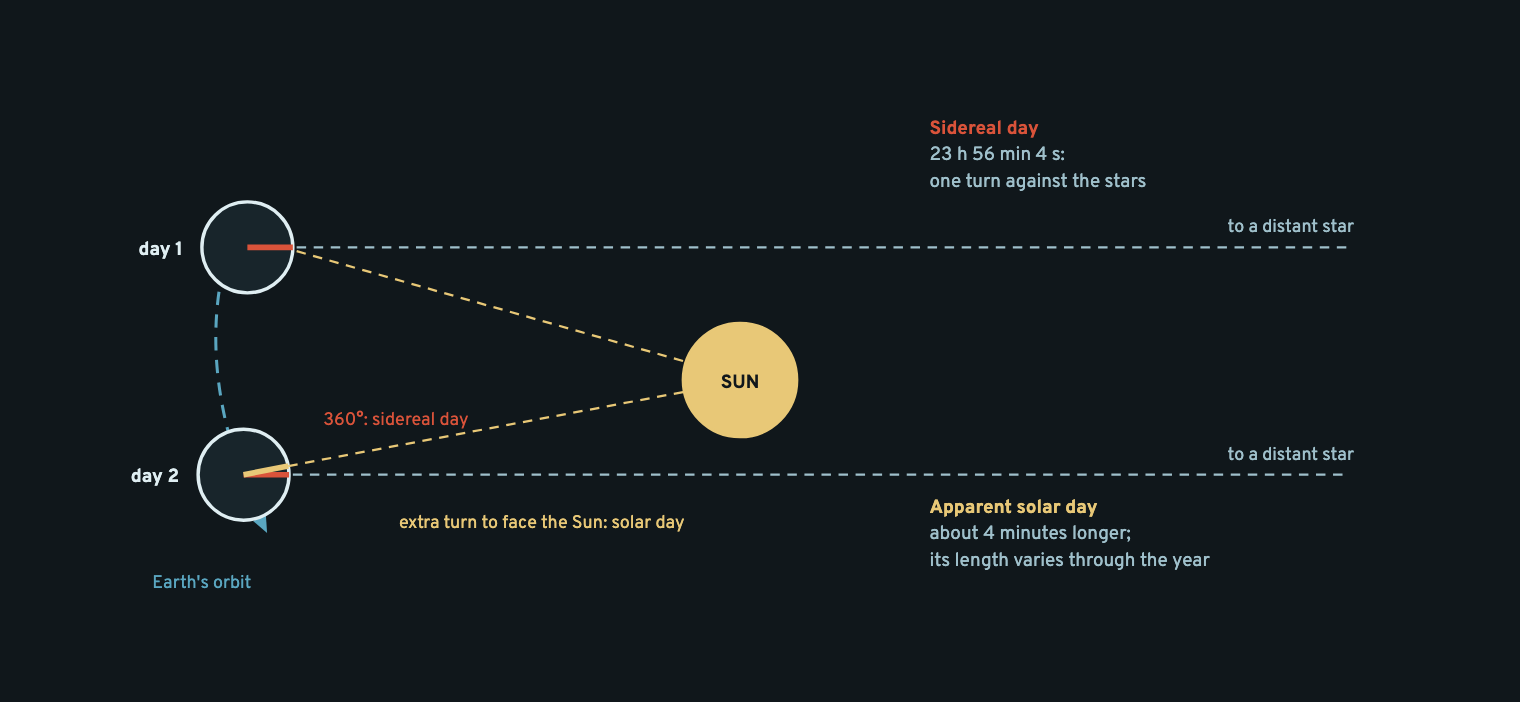 Sidereal day
23 h 56 min 4 s:
one turn against the stars
to a distant star
day 1
SUN
360°: sidereal day
to a distant star
day 2
Apparent solar day
about 4 minutes longer;
its length varies through the year
extra turn to face the Sun: solar day
Earth's orbit